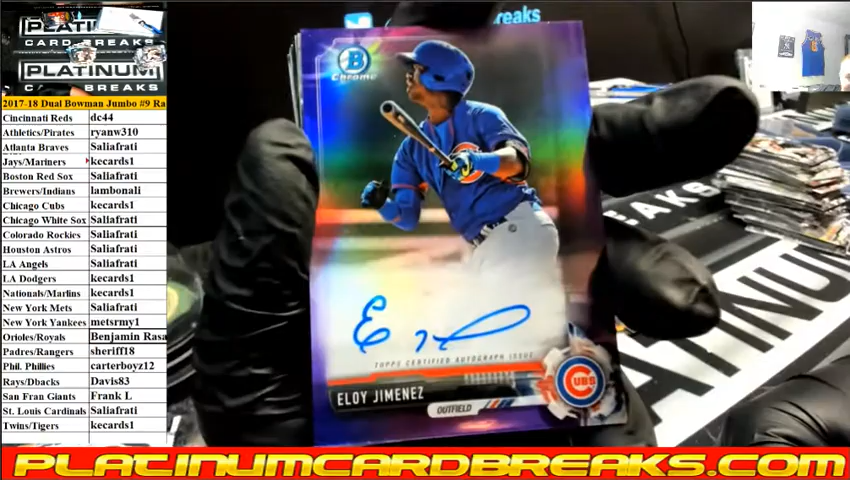 PLATINUM
CARD BREAKS
PLATINUM
BREAKS
2017-18 Dual Bowman Jumbo #9 Ra
Cincinnati Reds dc44
Athletics/Pirates ryanw310
Atlanta Braves Saliafrati
Jays/Mariners kecards1
Boston Red Sox Saliafrati
Brewers/Indians lambonali
Chicago Cubs kecards1
Chicago White Sox Saliafrati
Colorado Rockies Saliafrati
Houston Astros Saliafrati
LA Angels Saliafrati
LA Dodgers kecards1
Nationals/Marlins kecards1
New York Mets Saliafrati
New York Yankees metsrmy1
Orioles/Royals Benjamin Rasa
Padres/Rangers sheriff18
Phil. Phillies carterboyz12
Rays/Dbacks Davis83
San Fran Giants Frank L
St. Louis Cardinals Saliafrati
Twins/Tigers kecards1
reaks
B
Chrome
TOPPS CERTIFIED AUTOGRAPH ISSUE
ELOY JIMENEZ
OUTFIELD
CUBS
EAKS
PLATINUM
PLATINUMCARDBREAKS.COM